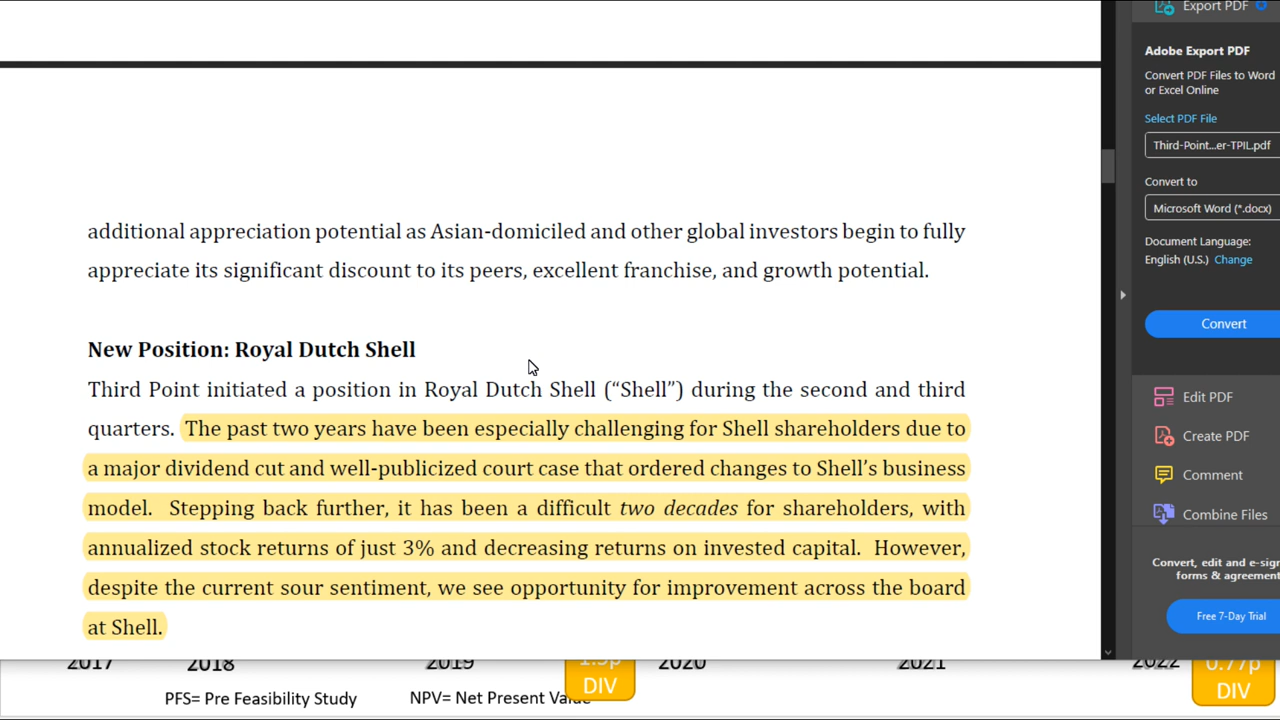 Export PDF
Adobe Export PDF
Convert PDF Files to Word
or Excel Online
Select PDF File
Third-Point...er-TPIL.pdf
Convert to
Microsoft Word (*.docx)
Document Language:
English (U.S.) Change
Convert
Edit PDF
Create PDF
Comment
Combine Files
Convert, edit and e-sign
forms & agreement
Free 7-Day Trial
additional appreciation potential as Asian-domiciled and other global investors begin to fully
appreciate its significant discount to its peers, excellent franchise, and growth potential.
New Position: Royal Dutch Shell
Third Point initiated a position in Royal Dutch Shell (“Shell”) during the second and third
quarters. The past two years have been especially challenging for Shell shareholders due to
a major dividend cut and well-publicized court case that ordered changes to Shell’s business
model. Stepping back further, it has been a difficult two decades for shareholders, with
annualized stock returns of just 3% and decreasing returns on invested capital. However,
despite the current sour sentiment, we see opportunity for improvement across the board
at Shell.
2017 2018 2019 2020 2021 2022
DIV
0.77p
DIV
PFS= Pre Feasibility Study
NPV= Net Present Value